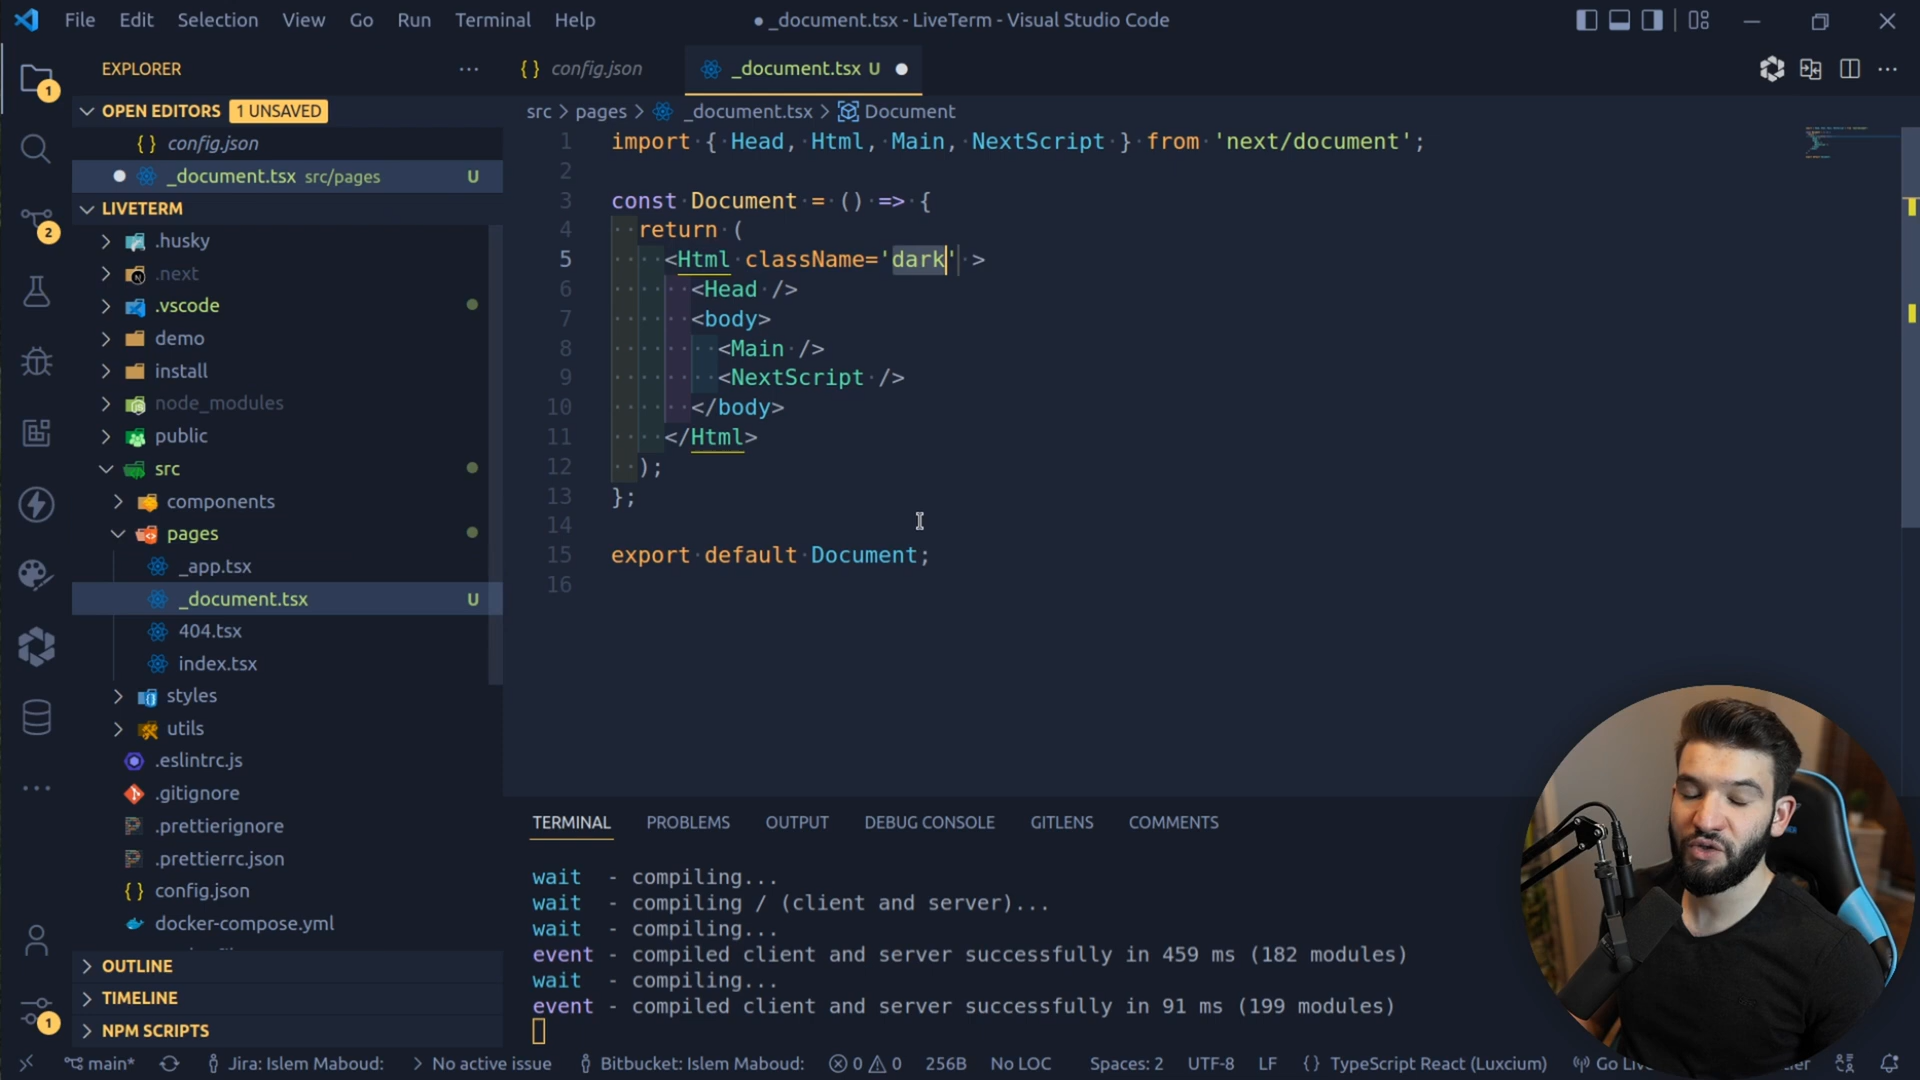 File Edit Selection View Go Run Terminal Help
● _document.tsx - LiveTerm - Visual Studio Code
EXPLORER
OPEN EDITORS 1 UNSAVED
{ } config.json
_document.tsx src/pages U
LIVETERM
.husky
.next
.vscode
demo
install
node_modules
public
src
components
pages
_app.tsx
_document.tsx U
404.tsx
index.tsx
styles
utils
.eslintrc.js
.gitignore
.prettierignore
.prettierrc.json
{ } config.json
docker-compose.yml
OUTLINE
TIMELINE
NPM SCRIPTS
1
2
1
{ } config.json
_document.tsx U ●
src > pages > _document.tsx > Document
1 import { Head, Html, Main, NextScript } from 'next/document';
2
3 const Document = () => {
4 return (
5 <Html className='dark' >
6 <Head />
7 <body>
8 <Main />
9 <NextScript />
10 </body>
11 </Html>
12 );
13 };
14
15 export default Document;
16
TERMINAL PROBLEMS OUTPUT DEBUG CONSOLE GITLENS COMMENTS
wait - compiling...
wait - compiling / (client and server)...
wait - compiling...
event - compiled client and server successfully in 459 ms (182 modules)
wait - compiling...
event - compiled client and server successfully in 91 ms (199 modules)
main* Jira: Islem Maboud: > No active issue Bitbucket: Islem Maboud: 0 0 256B No LOC Spaces: 2 UTF-8 LF { } TypeScript React (Luxcium) Go